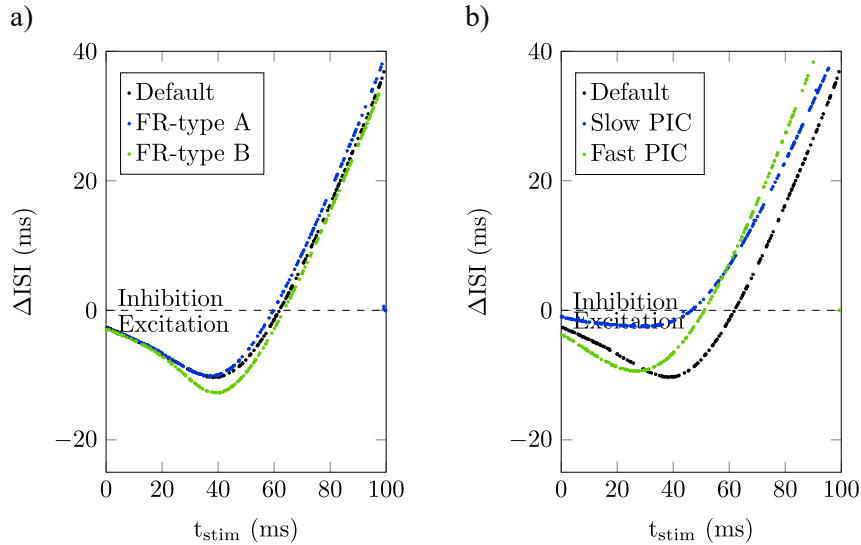 a)
40
20
0
−20
ΔISI (ms)
Default
FR-type A
FR-type B
Inhibition
Excitation
0 20 40 60 80 100
t_stim (ms)
b)
40
20
0
−20
ΔISI (ms)
Default
Slow PIC
Fast PIC
Inhibition
Excitation
0 20 40 60 80 100
t_stim (ms)